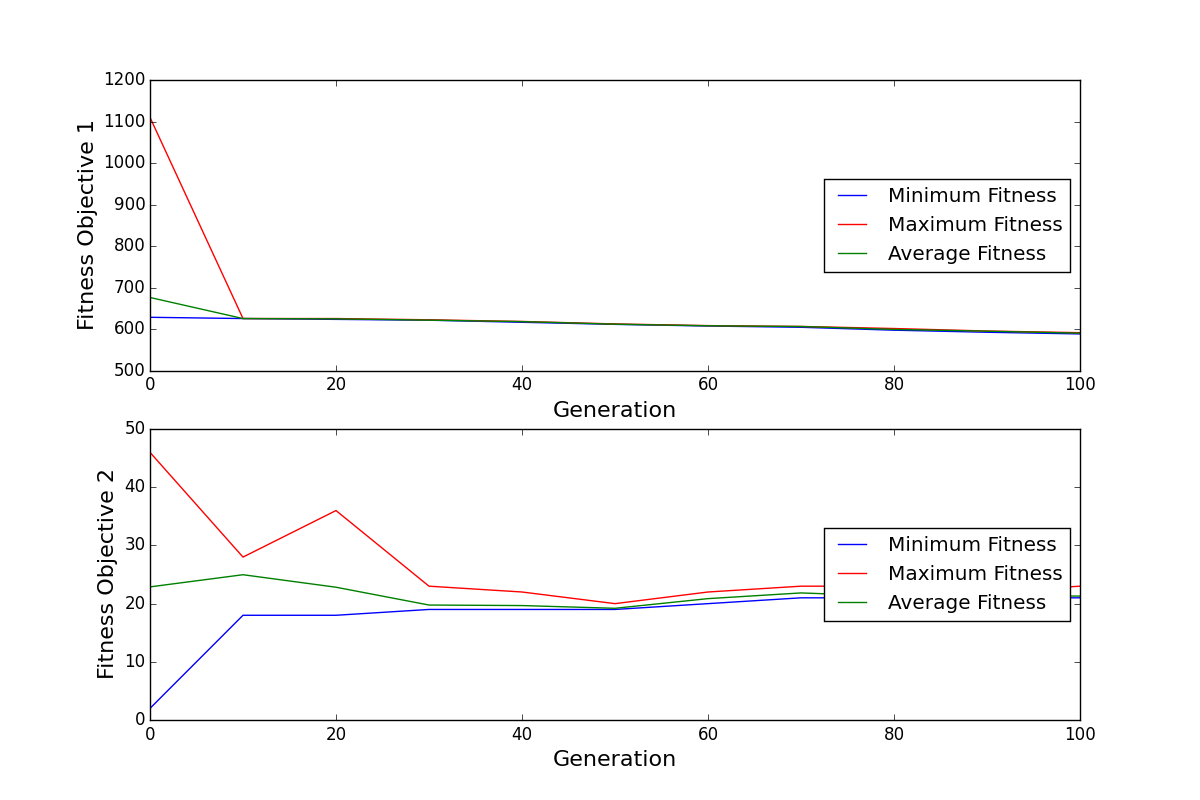 1200
1100
1000
900
800
700
600
500
Fitness Objective 1
Minimum Fitness
Maximum Fitness
Average Fitness
0 20 40 60 80 100
Generation
50
40
30
20
10
0
Fitness Objective 2
Minimum Fitness
Maximum Fitness
Average Fitness
0 20 40 60 80 100
Generation